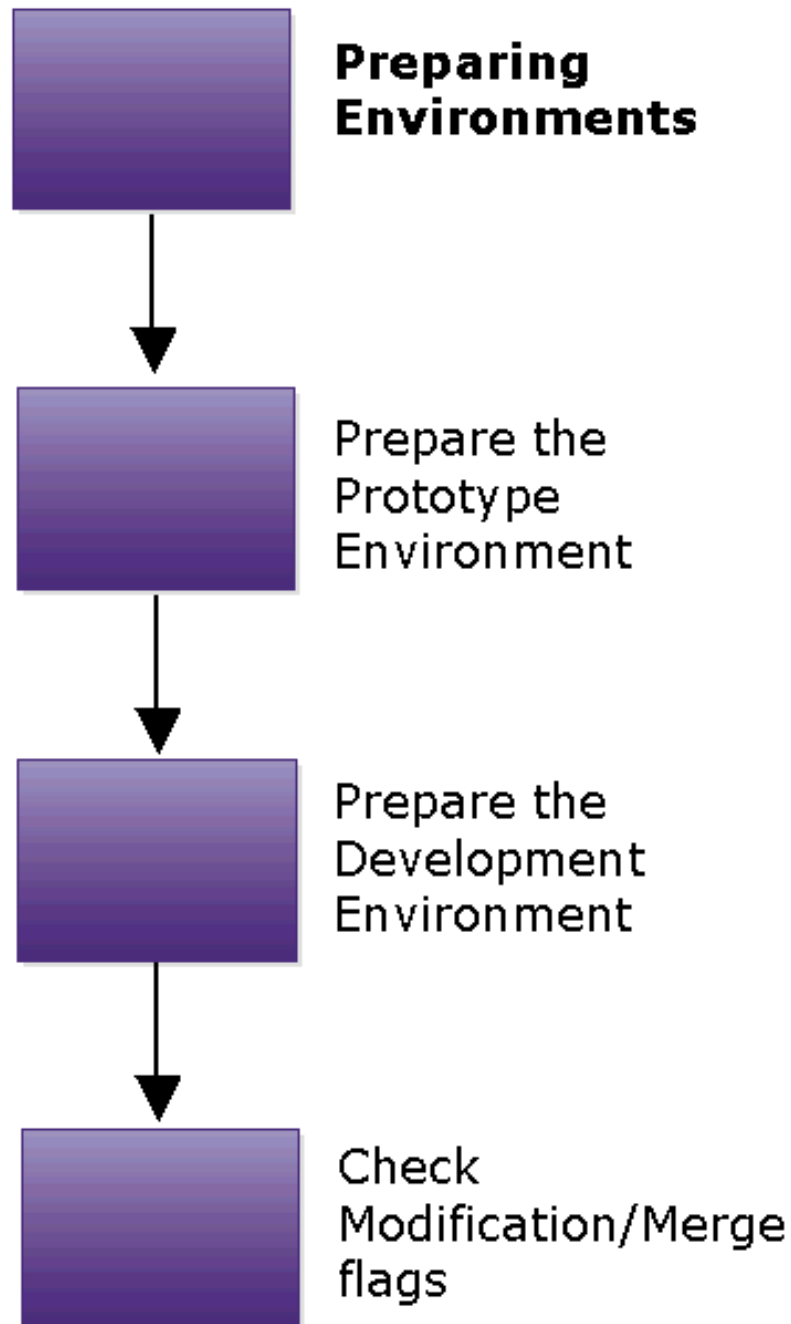 Preparing
Environments
Prepare the
Prototype
Environment
Prepare the
Development
Environment
Check
Modification/Merge
flags